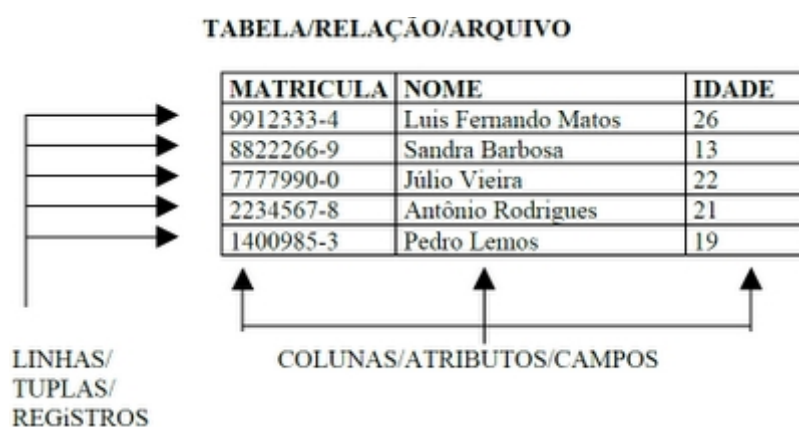 TABELA/RELAÇÃO/ARQUIVO
MATRICULA NOME IDADE
9912333-4 Luis Fernando Matos 26
8822266-9 Sandra Barbosa 13
7777990-0 Júlio Vieira 22
2234567-8 Antônio Rodrigues 21
1400985-3 Pedro Lemos 19
LINHAS/
TUPLAS/
REGiSTROS
COLUNAS/ATRIBUTOS/CAMPOS